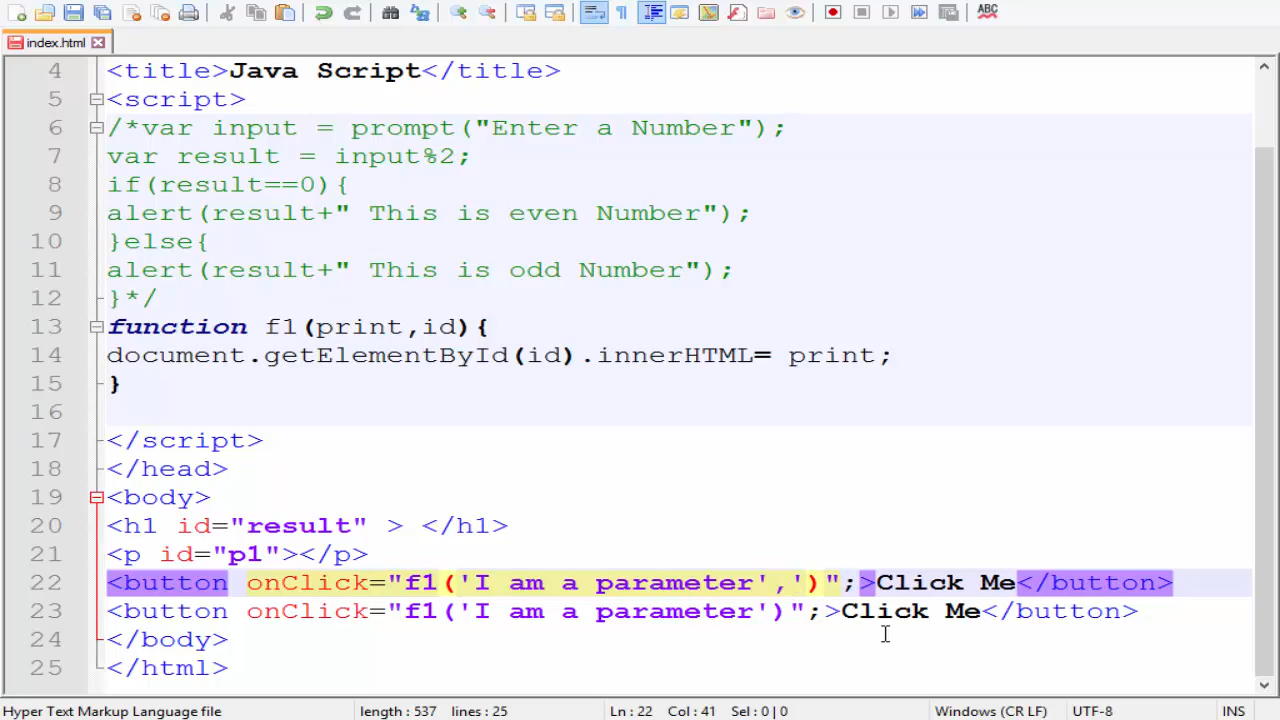 ABC
index.html
4 <title>Java Script</title>
5 <script>
6 /*var input = prompt("Enter a Number");
7 var result = input%2;
8 if(result==0){
9 alert(result+" This is even Number");
10 }else{
11 alert(result+" This is odd Number");
12 }*/
13 function f1(print,id){
14 document.getElementById(id).innerHTML= print;
15 }
16
17 </script>
18 </head>
19 <body>
20 <h1 id="result" > </h1>
21 <p id="p1"></p>
22 <button onClick="f1('I am a parameter',')";>Click Me</button>
23 <button onClick="f1('I am a parameter')";>Click Me</button>
24 </body>
25 </html>
Hyper Text Markup Language file length : 537 lines : 25 Ln : 22 Col : 41 Sel : 0 | 0 Windows (CR LF) UTF-8 INS